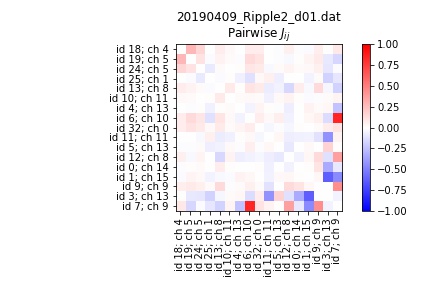 20190409_Ripple2_d01.dat
Pairwise Jij
id 18; ch 4
id 19; ch 5
id 24; ch 5
id 25; ch 1
id 13; ch 8
id 10; ch 11
id 4; ch 13
id 6; ch 10
id 32; ch 0
id 11; ch 11
id 5; ch 13
id 12; ch 8
id 0; ch 14
id 1; ch 15
id 9; ch 9
id 3; ch 13
id 7; ch 9
1.00
0.75
0.50
0.25
0.00
−0.25
−0.50
−0.75
−1.00
id 18; ch 4
id 19; ch 5
id 24; ch 5
id 25; ch 1
id 13; ch 8
id 10; ch 11
id 4; ch 13
id 6; ch 10
id 32; ch 0
id 11; ch 11
id 5; ch 13
id 12; ch 8
id 0; ch 14
id 1; ch 15
id 9; ch 9
id 3; ch 13
id 7; ch 9